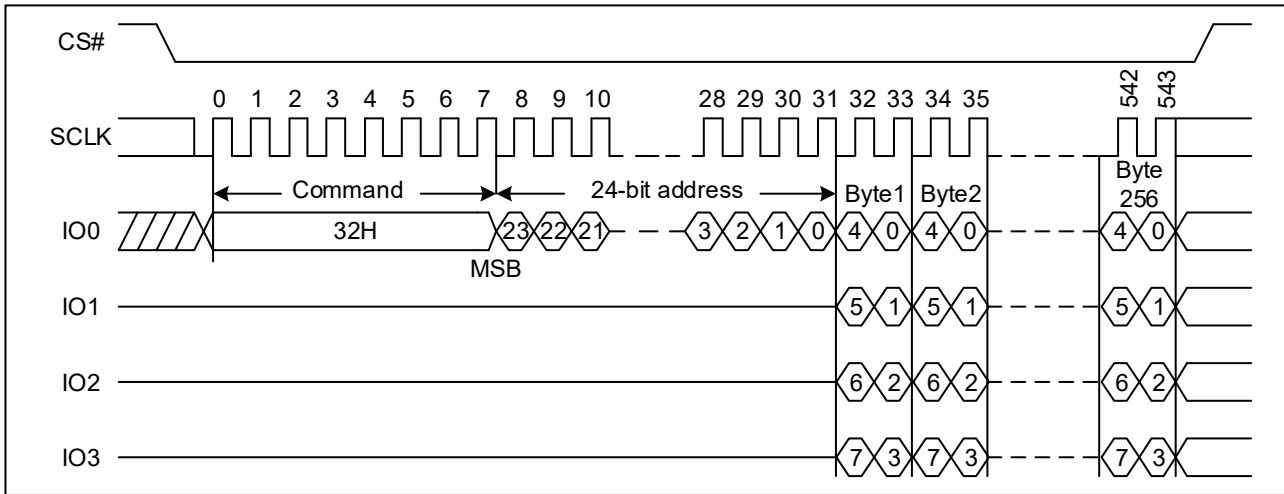 CS#
0 1 2 3 4 5 6 7 8 9 10 28 29 30 31 32 33 34 35 542 543
SCLK
Command 24-bit address Byte1 Byte2 Byte
256
IO0 32H 23 22 21 3 2 1 0 4 0 4 0 4 0
MSB
IO1 5 1 5 1 5 1
IO2 6 2 6 2 6 2
IO3 7 3 7 3 7 3